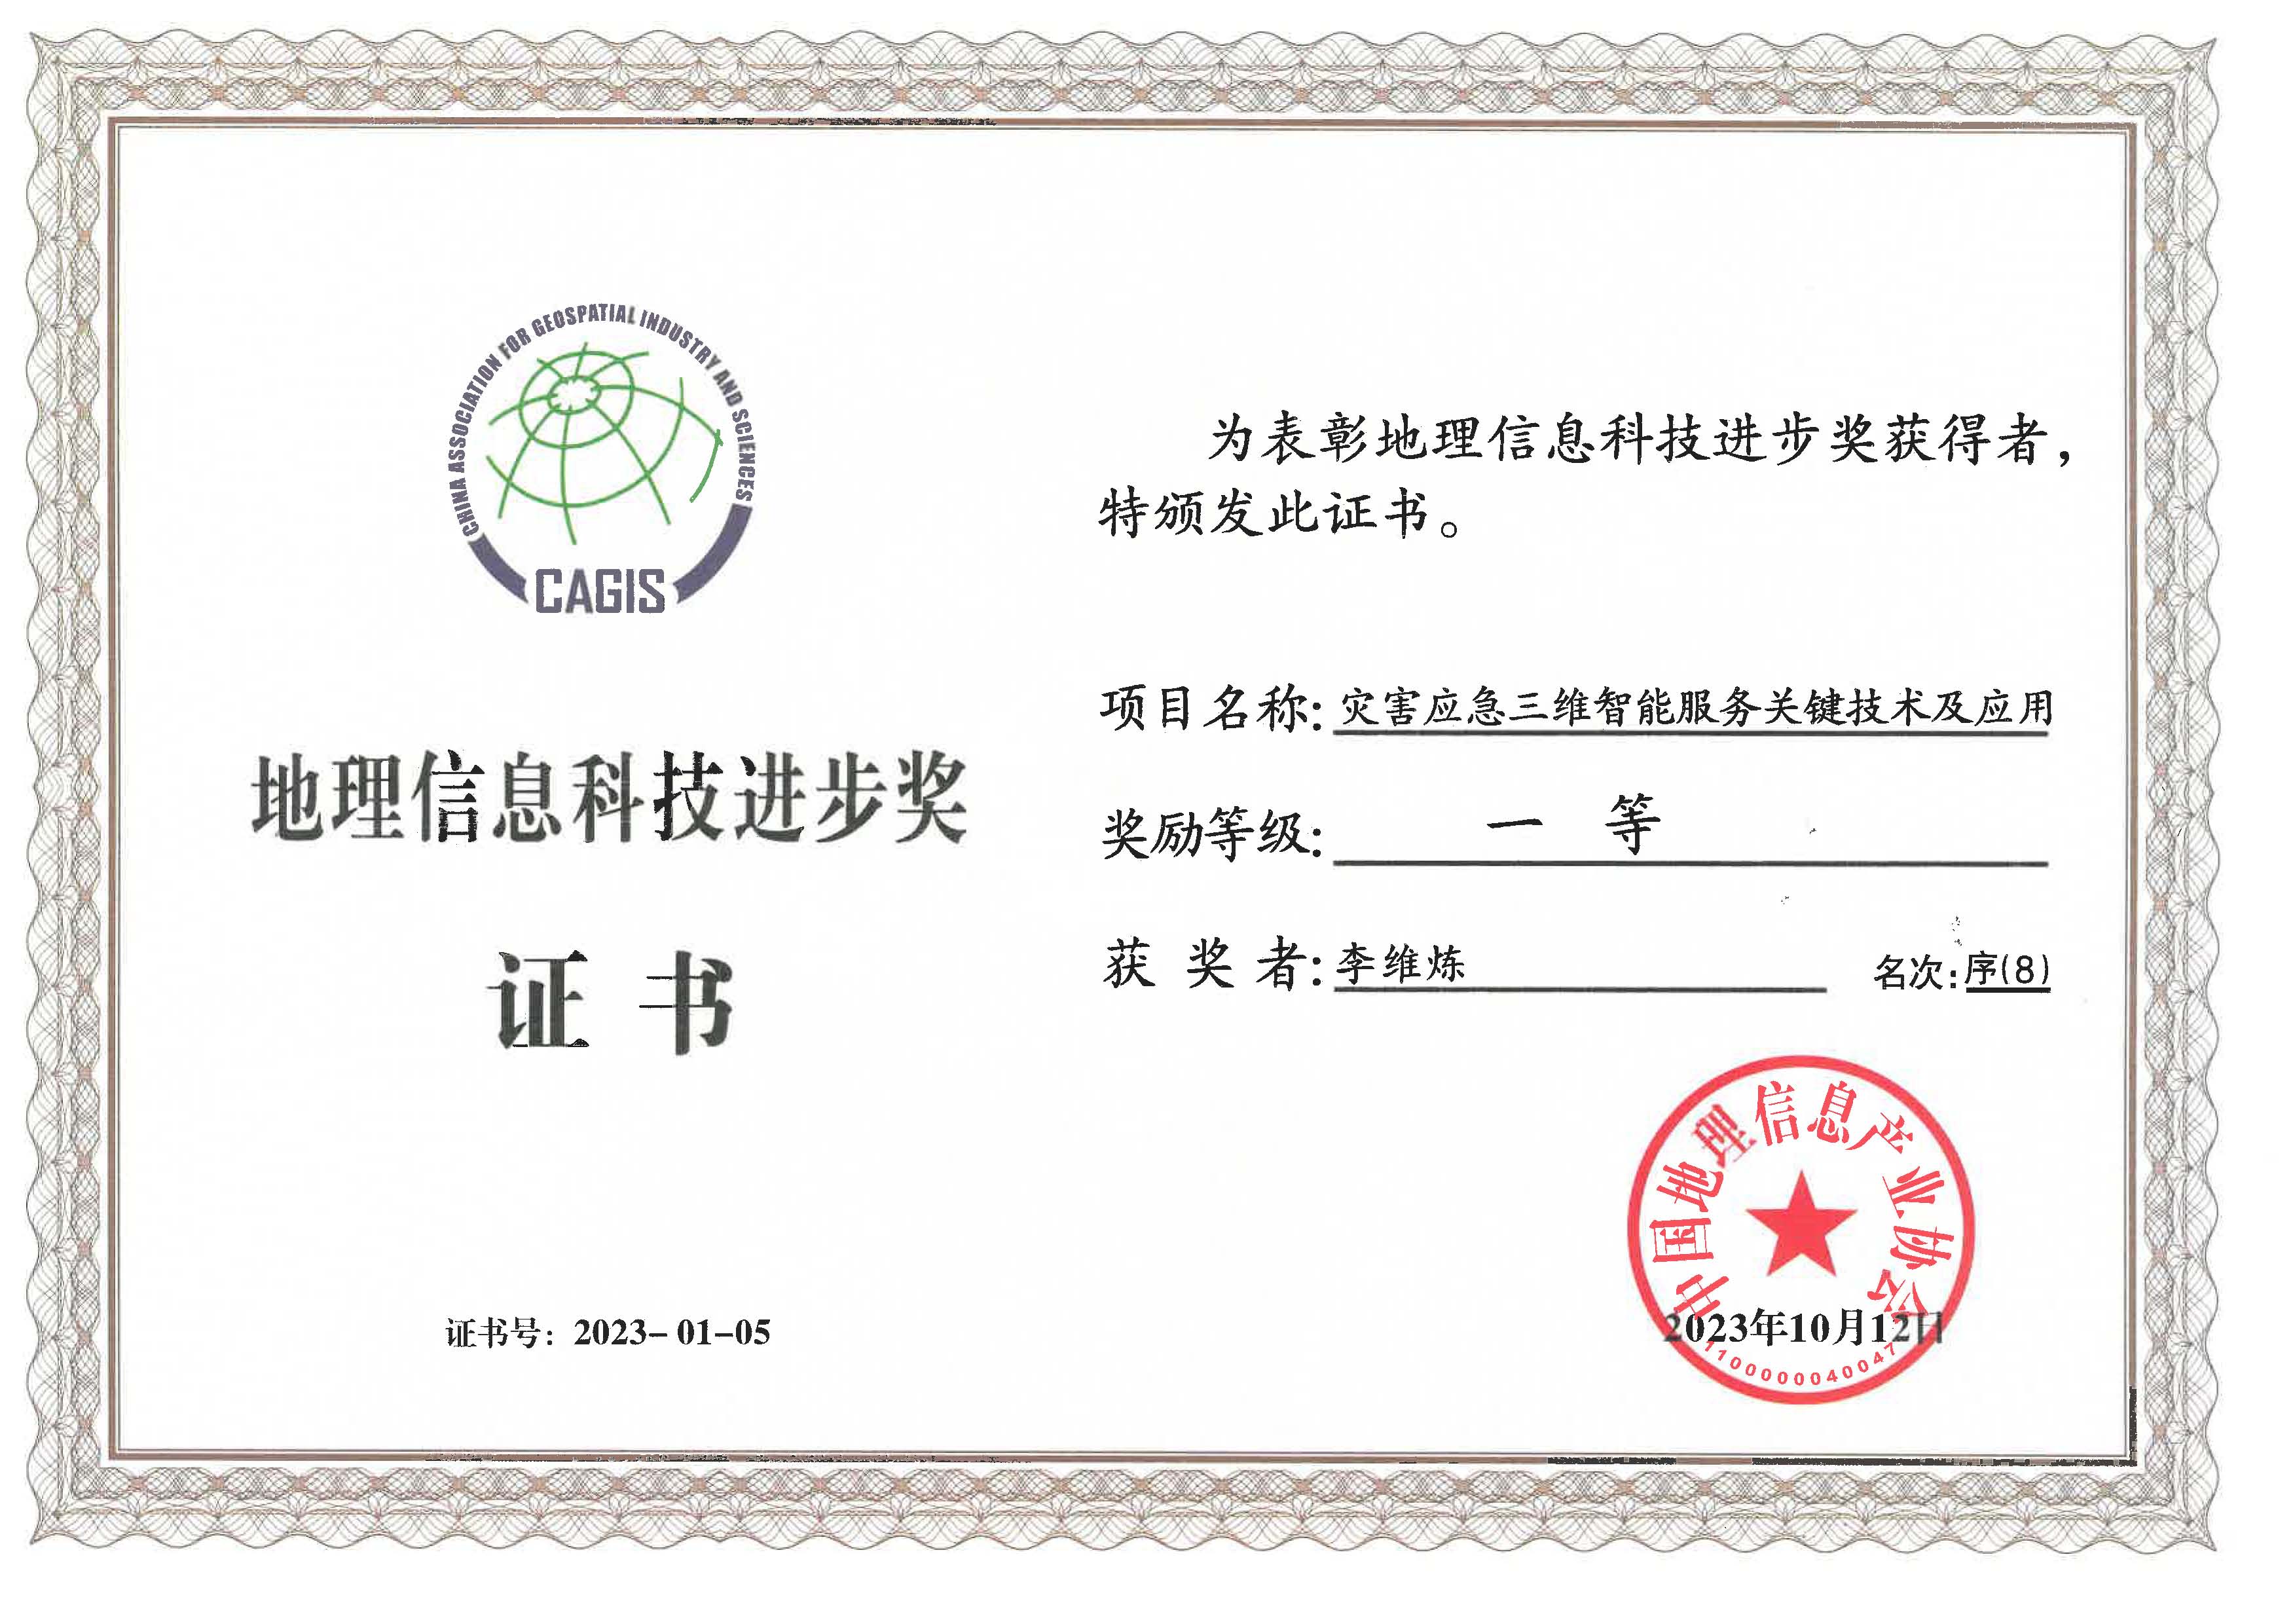 CHINA ASSOCIATION FOR GEOSPATIAL INDUSTRY AND SCIENCES
CAGIS
地理信息科技进步奖
证书
证书号：2023-01-05
为表彰地理信息科技进步奖获得者，
特颁发此证书。
项目名称：灾害应急三维智能服务关键技术及应用
奖励等级：一等
获奖者：李维炼 名次：序(8)
中国地理信息产业协会
2023年10月12日
1100000040047